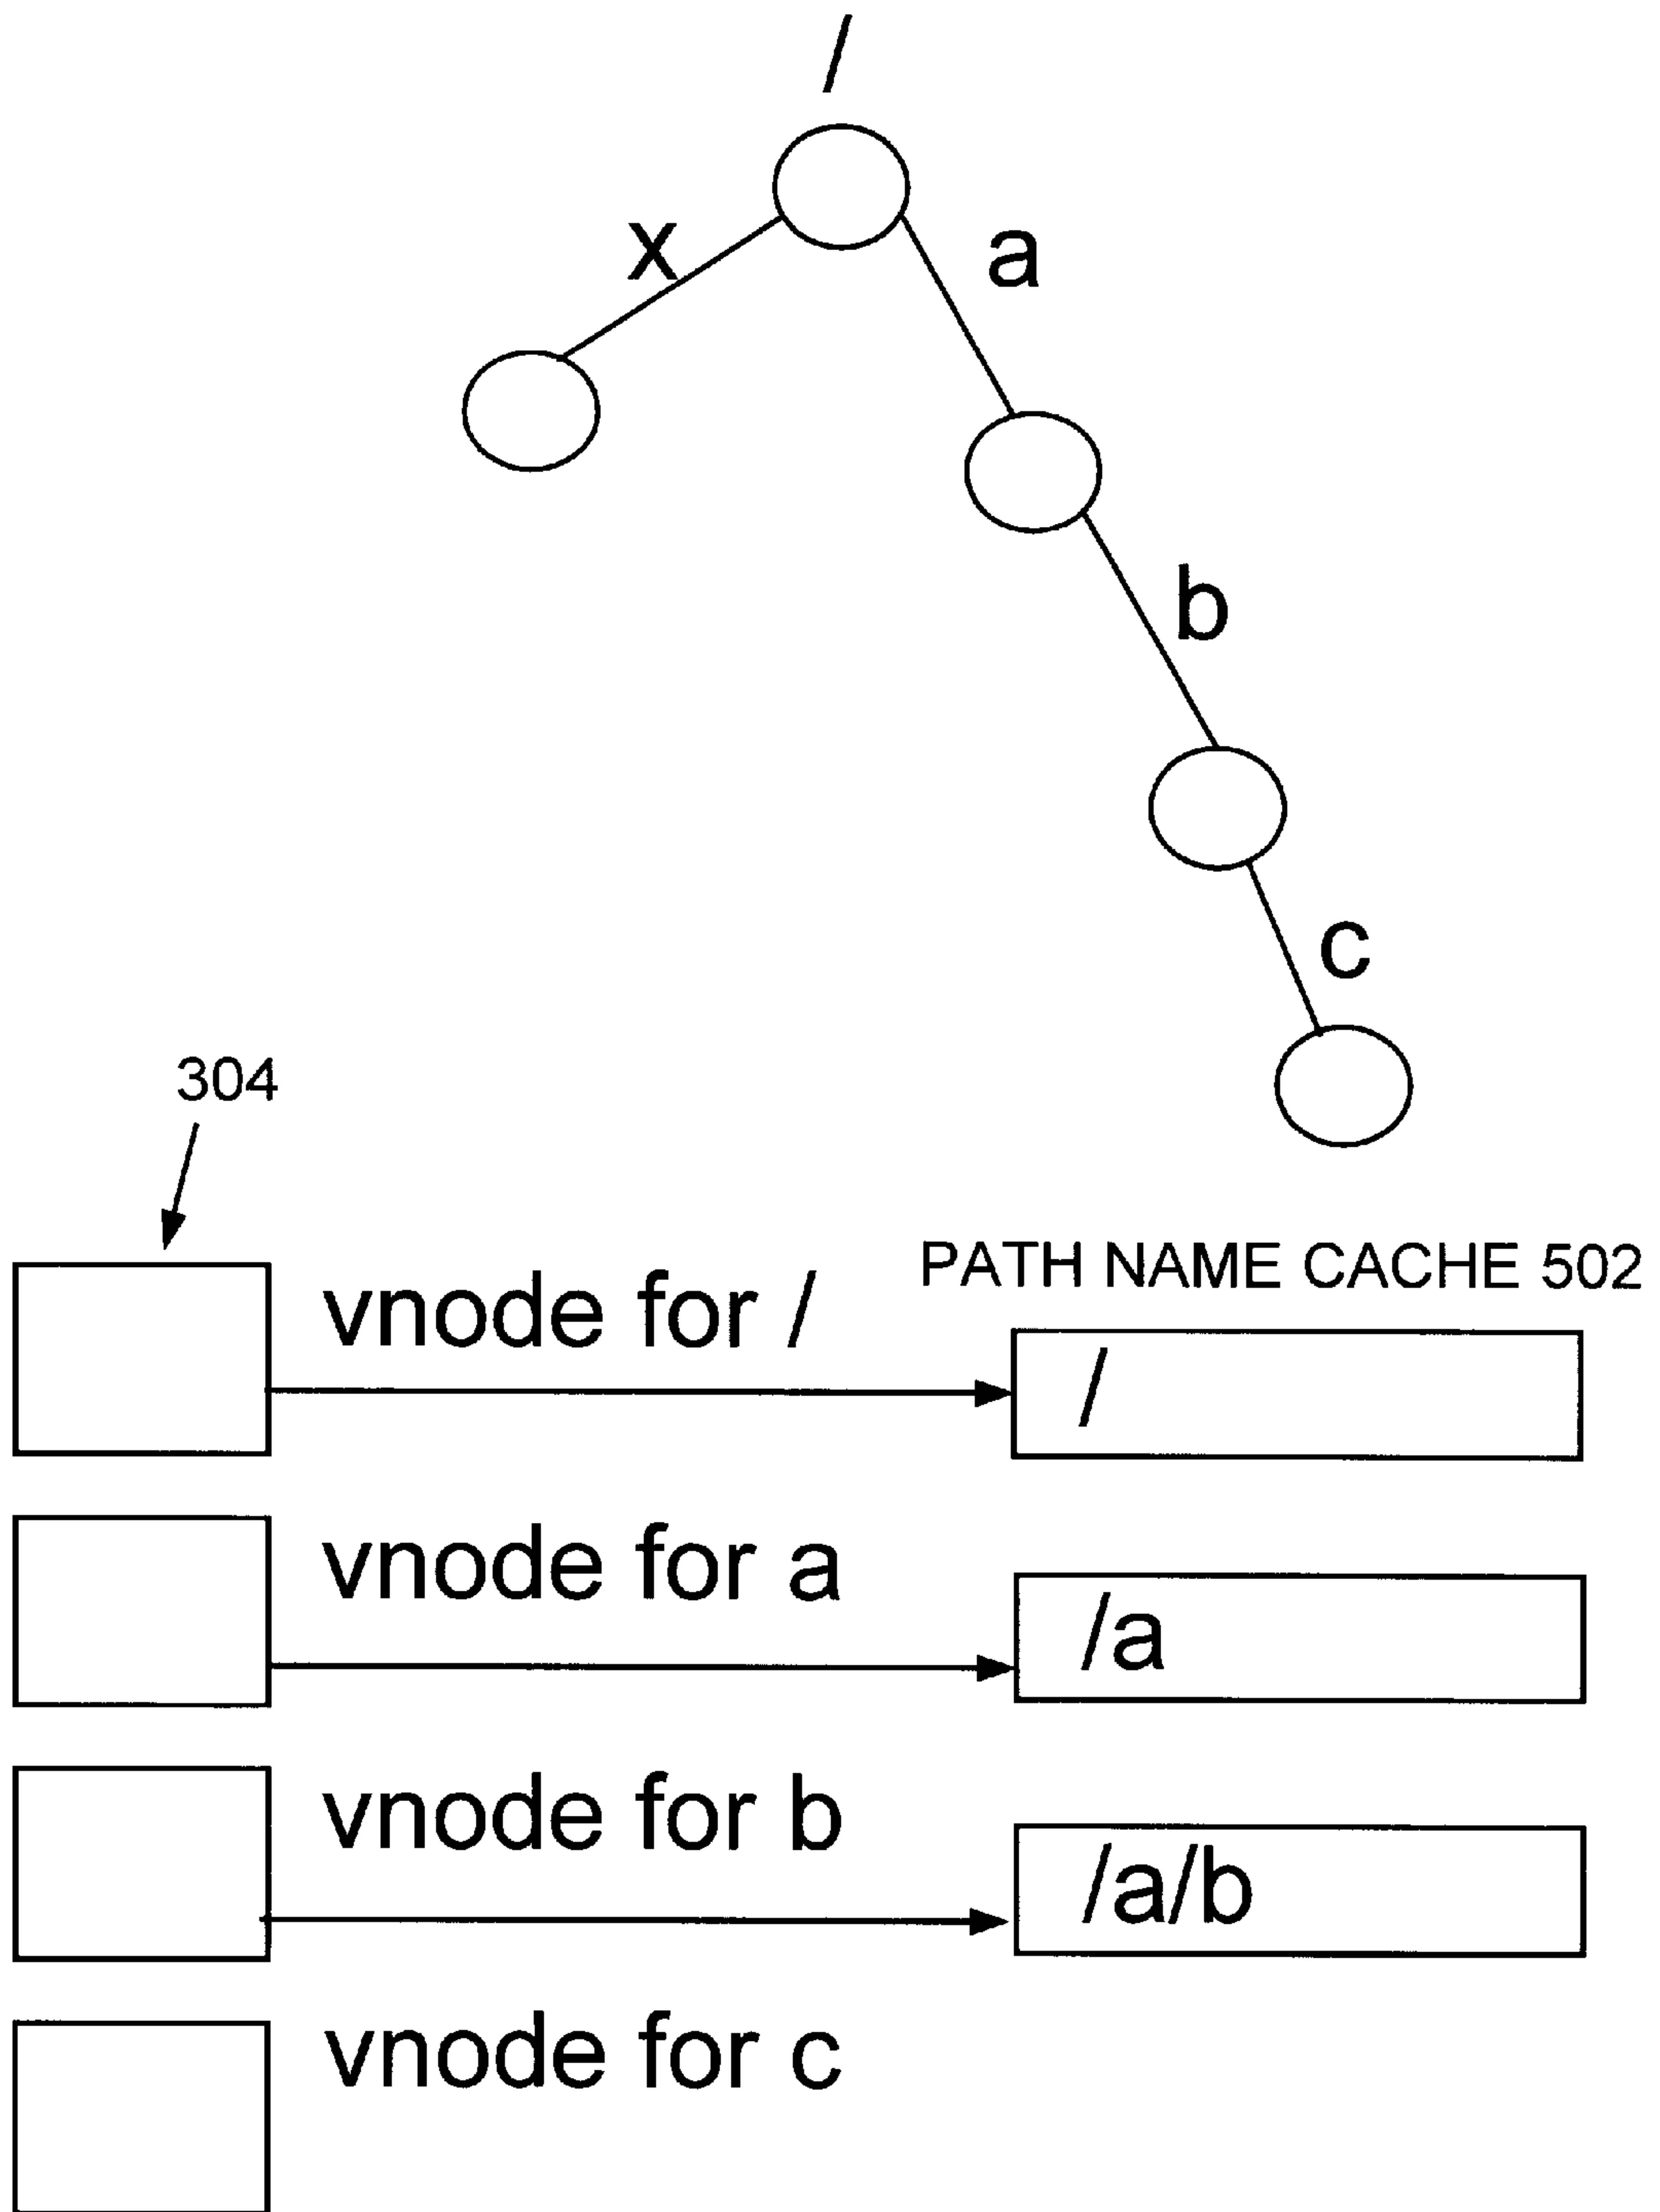 /
x
a
b
c
304
PATH NAME CACHE 502
vnode for /
/
vnode for a
/a
vnode for b
/a/b
vnode for c